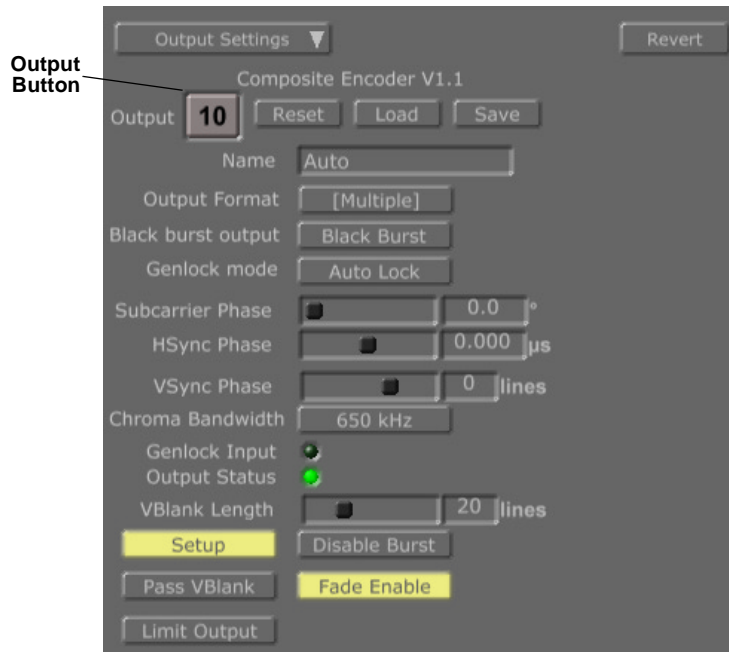 Output Settings
Revert
Output
Button
Composite Encoder V1.1
Output 10 Reset Load Save
Name Auto
Output Format [Multiple]
Black burst output Black Burst
Genlock mode Auto Lock
Subcarrier Phase 0.0 °
HSync Phase 0.000 µs
VSync Phase 0 lines
Chroma Bandwidth 650 kHz
Genlock Input
Output Status
VBlank Length 20 lines
Setup Disable Burst
Pass VBlank Fade Enable
Limit Output